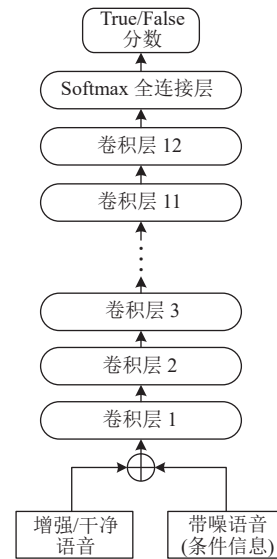 True/False
分数
Softmax 全连接层
卷积层 12
卷积层 11
卷积层 3
卷积层 2
卷积层 1
增强/干净
语音
带噪语音
(条件信息)